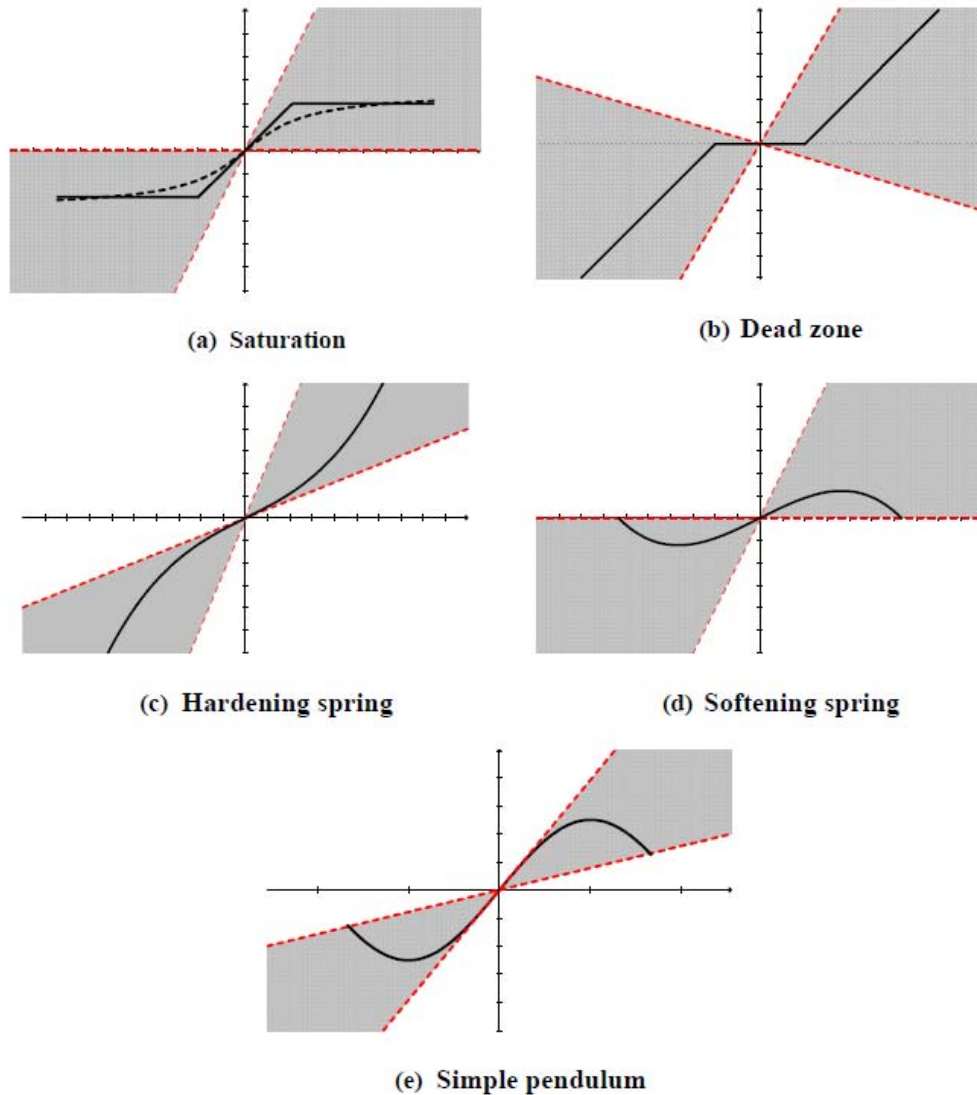 (a) Saturation
(b) Dead zone
(c) Hardening spring
(d) Softening spring
(e) Simple pendulum